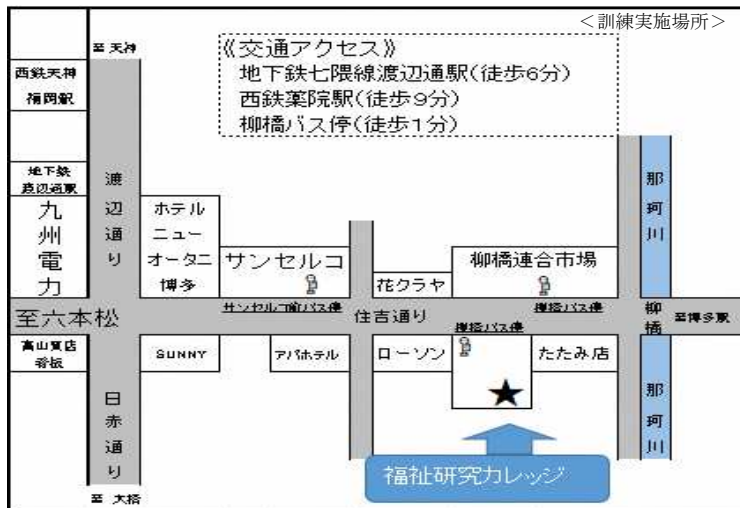 <訓練実施場所>
至 天神
《交通アクセス》
地下鉄七隈線渡辺通駅(徒歩6分)
西鉄薬院駅(徒歩9分)
柳橋バス停(徒歩1分)
西鉄天神
福岡駅
地下鉄
渡辺通駅
渡辺通り
九州電力
ホテル
ニュー
オータニ
博多
サンセルコ
花クラヤ
柳橋連合市場
那珂川
至六本松
サンセルコ前バス停
住吉通り
柳橋バス停
柳橋バス停
柳橋
至博多駅
高山質店
看板
SUNNY
アパホテル
ローソン
たたみ店
日赤通り
那珂川
福祉研究カレッジ
至 大橋